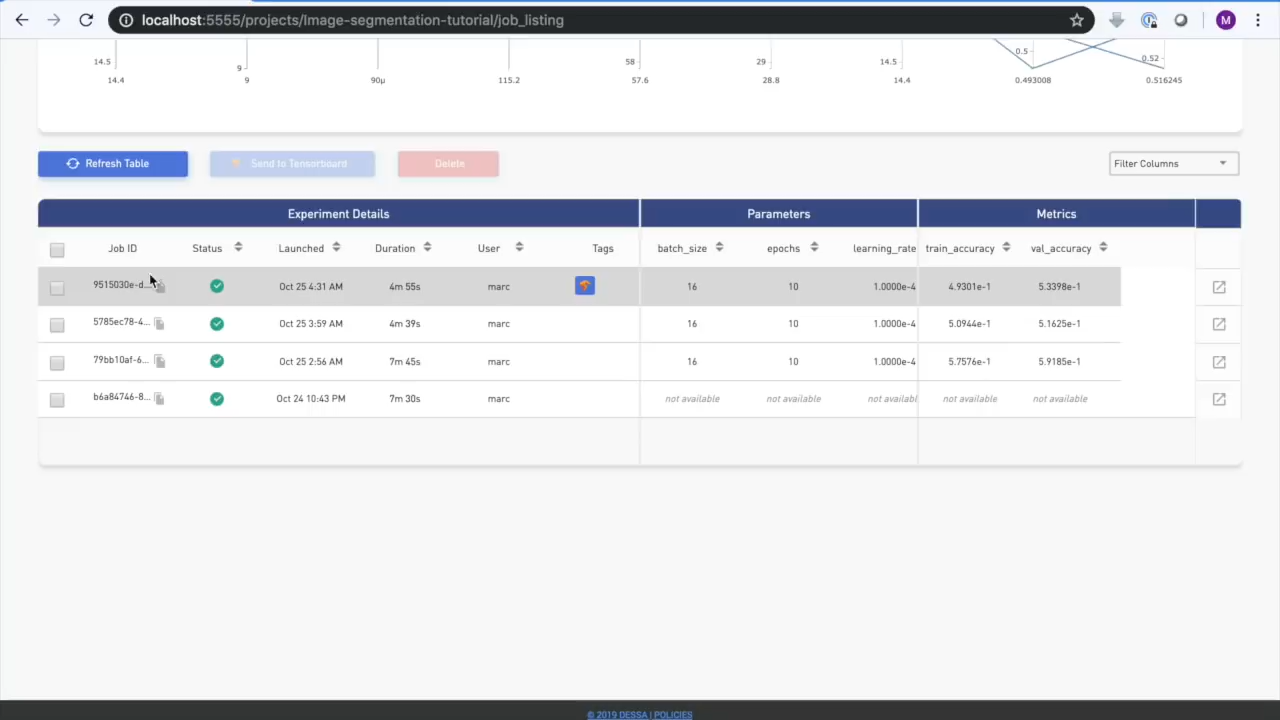 localhost:5555/projects/Image-segmentation-tutorial/job_listing
M
14.5 58 29 14.5 0.5 0.52
9
14.4 9 90µ 115.2 57.6 28.8 14.4 0.493008 0.516245
Refresh Table Send to Tensorboard Delete Filter Columns
Experiment Details Parameters Metrics
Job ID Status Launched Duration User Tags batch_size epochs learning_rate train_accuracy val_accuracy
9515030e-d... Oct 25 4:31 AM 4m 55s marc 16 10 1.0000e-4 4.9301e-1 5.3398e-1
5785ec78-4... Oct 25 3:59 AM 4m 39s marc 16 10 1.0000e-4 5.0944e-1 5.1625e-1
79bb10af-6... Oct 25 2:56 AM 7m 45s marc 16 10 1.0000e-4 5.7576e-1 5.9185e-1
b6a84746-8... Oct 24 10:43 PM 7m 30s marc not available not available not availabl not available not available
© 2019 DESSA | POLICIES